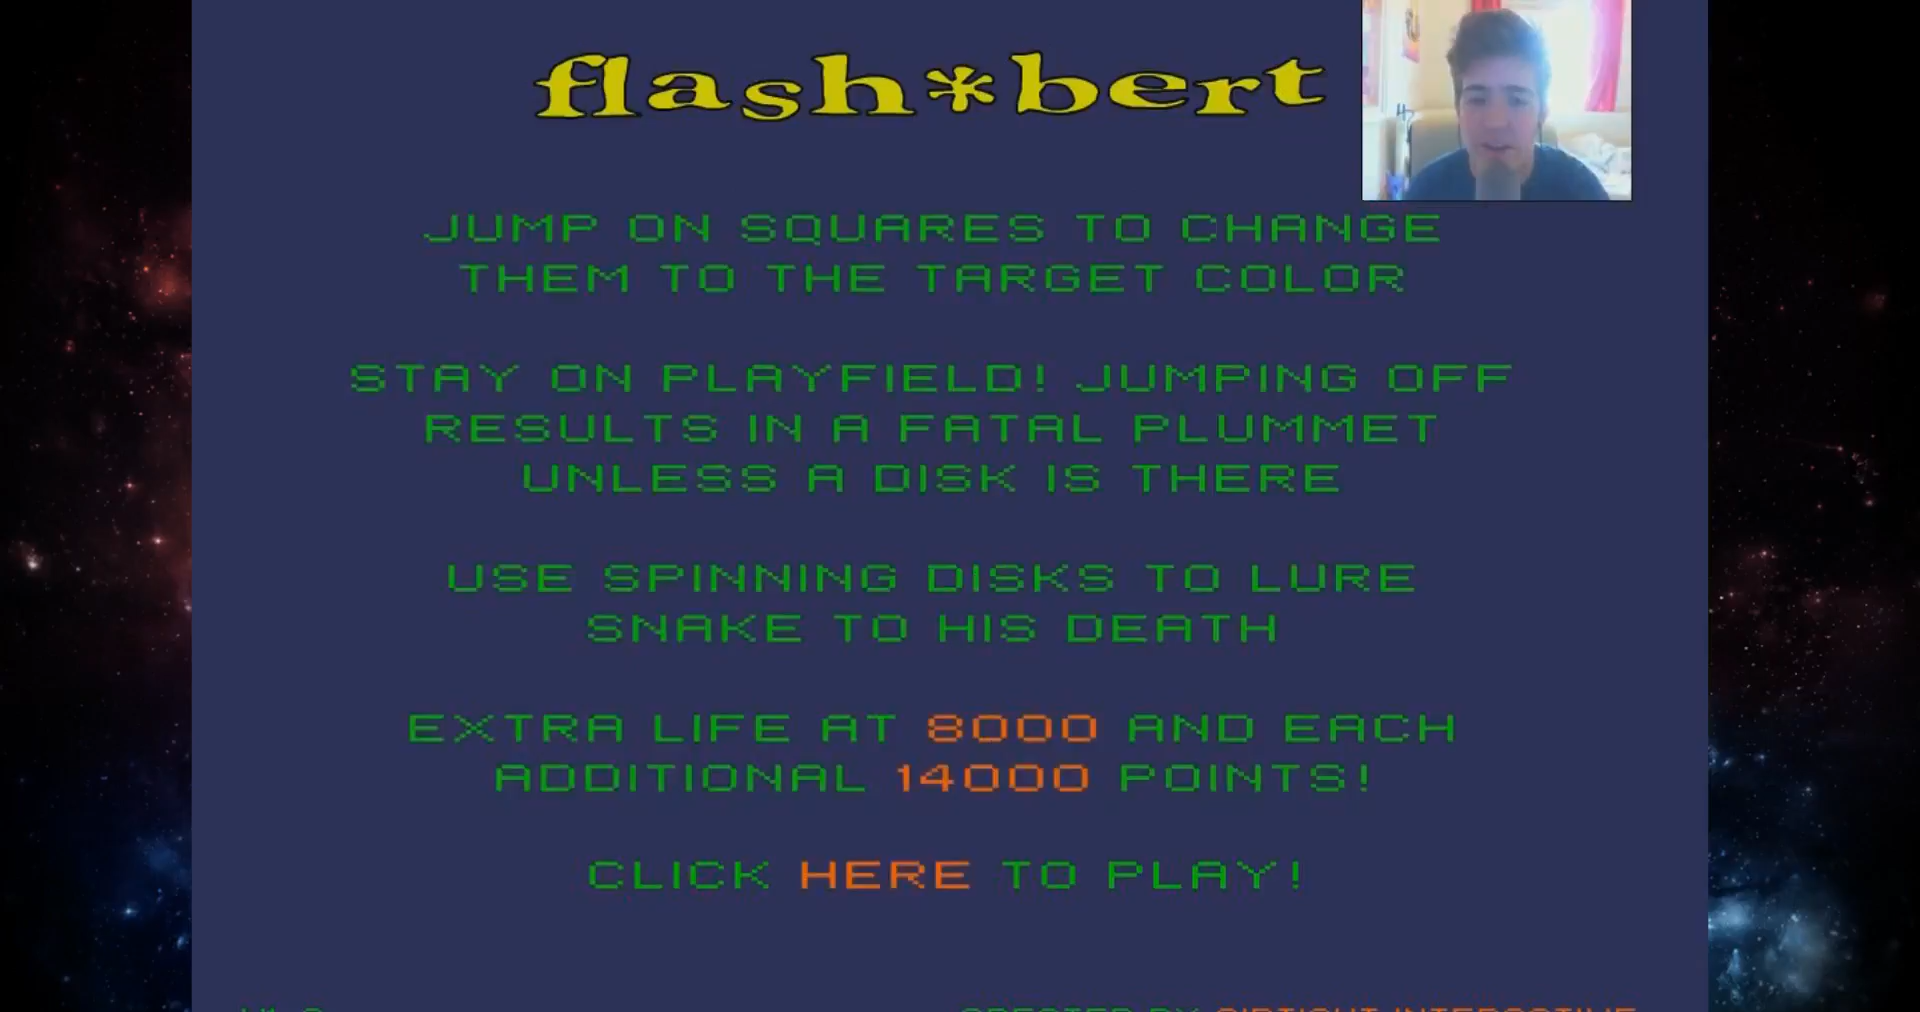 flash*bert
JUMP ON SQUARES TO CHANGE
THEM TO THE TARGET COLOR
STAY ON PLAYFIELD! JUMPING OFF
RESULTS IN A FATAL PLUMMET
UNLESS A DISK IS THERE
USE SPINNING DISKS TO LURE
SNAKE TO HIS DEATH
EXTRA LIFE AT 8000 AND EACH
ADDITIONAL 14000 POINTS!
CLICK HERE TO PLAY!